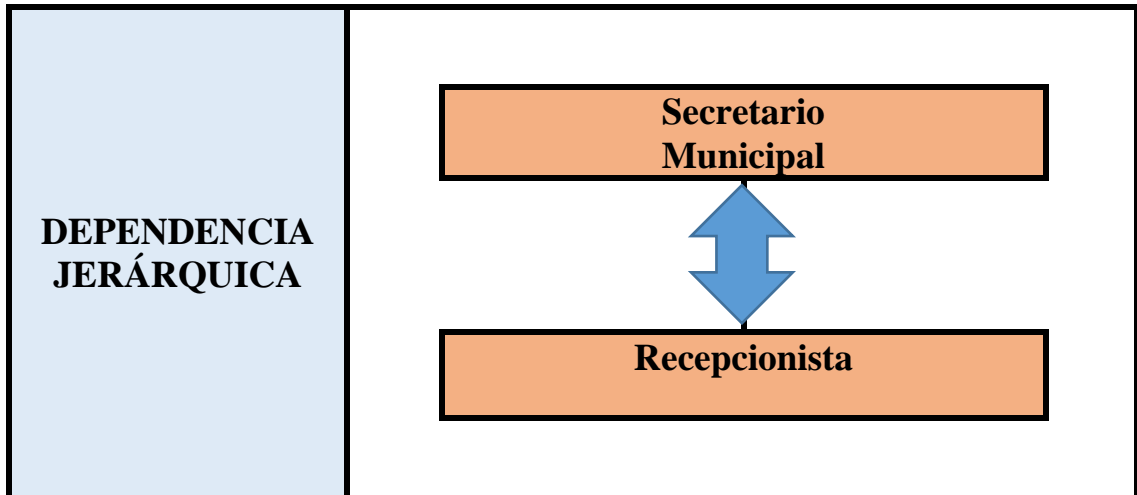 DEPENDENCIA
JERÁRQUICA
Secretario
Municipal
Recepcionista